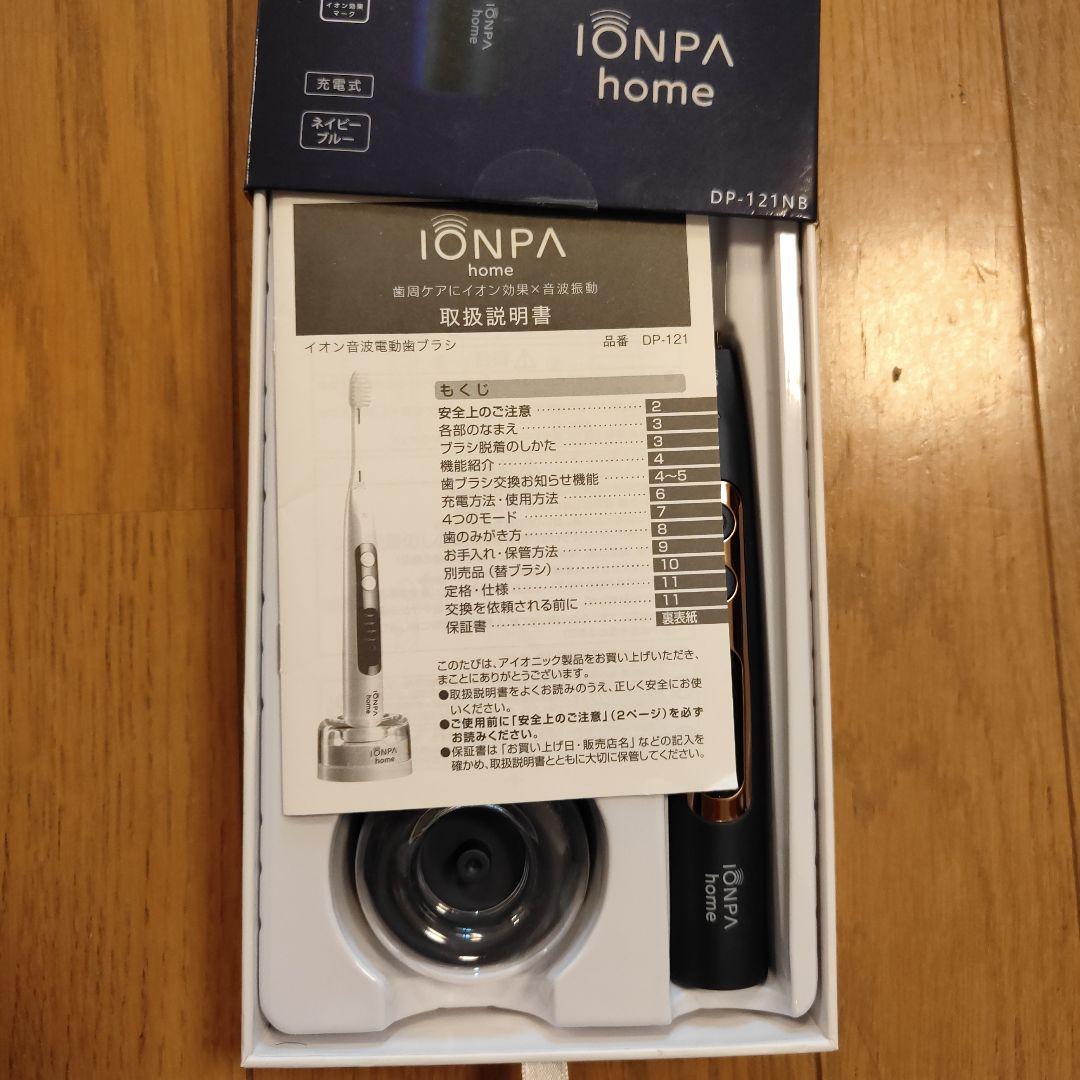 イオン効果
マーク
充電式
ネイビー
ブルー
IONPA
home
IONPA
home
DP-121NB
IONPA
home
歯周ケアにイオン効果×音波振動
取扱説明書
イオン音波電動歯ブラシ
品番 DP-121
もくじ
安全上のご注意 2
各部のなまえ 3
ブラシ脱着のしかた 3
機能紹介 4
歯ブラシ交換お知らせ機能 4〜5
充電方法・使用方法 6
4つのモード 7
歯のみがき方 8
お手入れ・保管方法 9
別売品(替ブラシ) 10
定格・仕様 11
交換を依頼される前に 11
保証書 裏表紙
このたびは、アイオニック製品をお買い上げいただき、
まことにありがとうございます。
●取扱説明書をよくお読みのうえ、正しく安全にお使
いください。
●ご使用前に「安全上のご注意」(2ページ)を必ず
お読みください。
●保証書は「お買い上げ日・販売店名」などの記入を
確かめ、取扱説明書とともに大切に保管してください。
IONPA
home
IONPA
home
IONPA
home